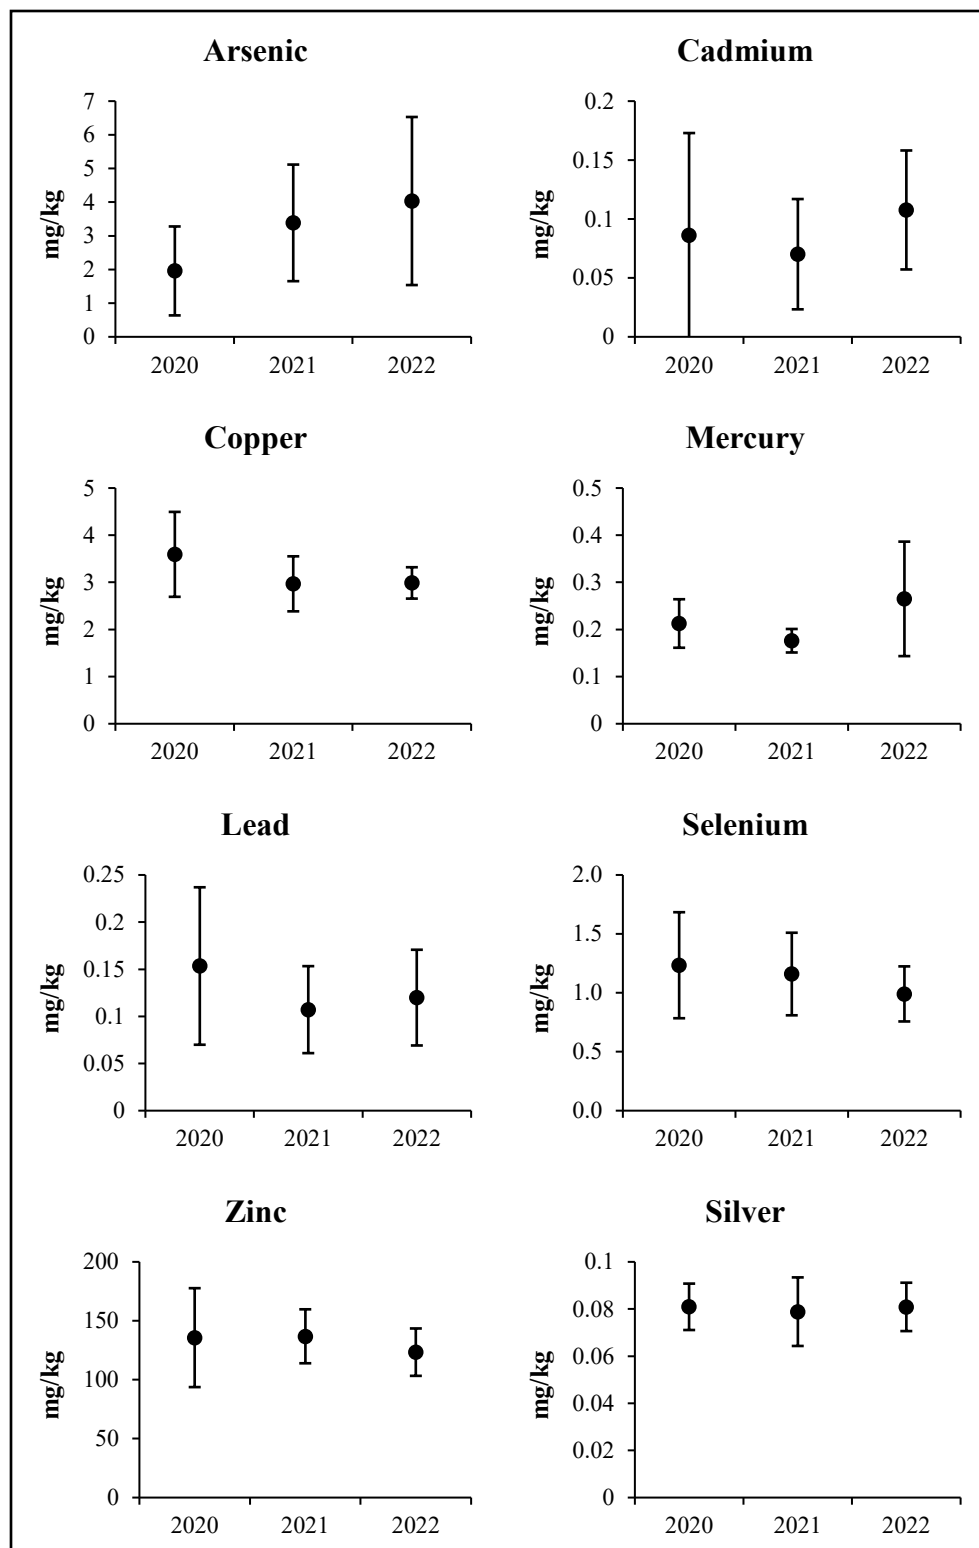 Arsenic
mg/kg
7
6
5
4
3
2
1
0
2020 2021 2022
Cadmium
mg/kg
0.2
0.15
0.1
0.05
0
2020 2021 2022
Copper
mg/kg
5
4
3
2
1
0
2020 2021 2022
Mercury
mg/kg
0.5
0.4
0.3
0.2
0.1
0
2020 2021 2022
Lead
mg/kg
0.25
0.2
0.15
0.1
0.05
0
2020 2021 2022
Selenium
mg/kg
2.0
1.5
1.0
0.5
0.0
2020 2021 2022
Zinc
mg/kg
200
150
100
50
0
2020 2021 2022
Silver
mg/kg
0.1
0.08
0.06
0.04
0.02
0
2020 2021 2022